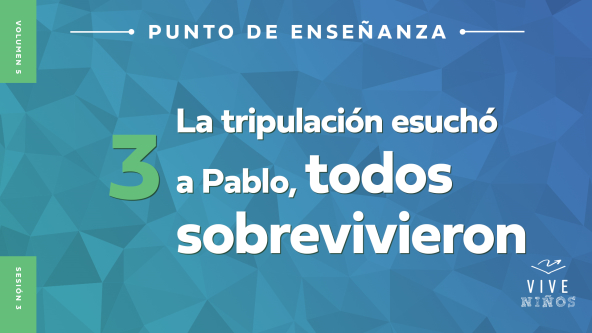 VOLUMEN 5
PUNTO DE ENSEÑANZA
3
La tripulación esuchó
a Pablo, todos
sobrevivieron
SESIÓN 3
VIVE
NIÑOS